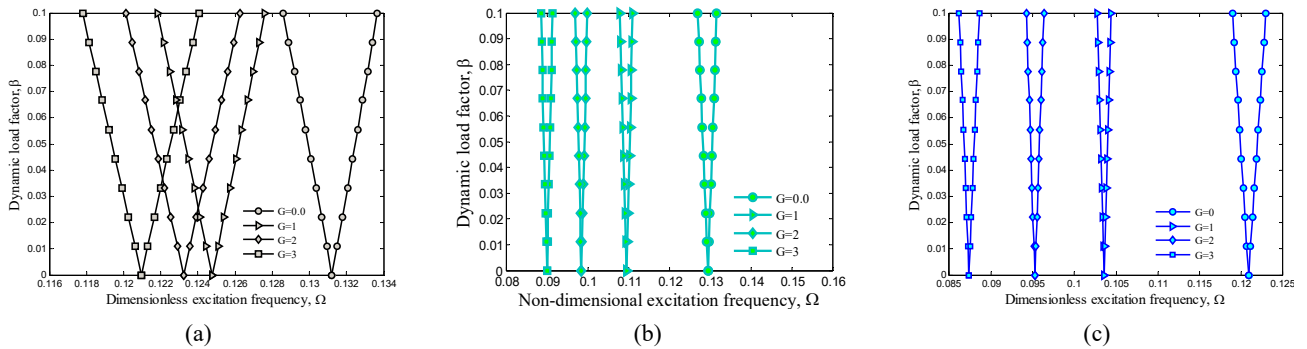 0.1
0.09
0.08
0.07
0.06
0.05
0.04
0.03
0.02
0.01
0
Dynamic load factor,β
0.116 0.118 0.12 0.122 0.124 0.126 0.128 0.13 0.132 0.134
Dimensionless excitation frequency, Ω
G=0.0
G=1
G=2
G=3
(a)
0.1
0.09
0.08
0.07
0.06
0.05
0.04
0.03
0.02
0.01
0
Dynamic load factor, β
0.08 0.09 0.1 0.11 0.12 0.13 0.14 0.15 0.16
Non-dimensional excitation frequency, Ω
G=0.0
G=1
G=2
G=3
(b)
0.1
0.09
0.08
0.07
0.06
0.05
0.04
0.03
0.02
0.01
0
Dynamic load factor,β
0.085 0.09 0.095 0.1 0.105 0.11 0.115 0.12 0.125
Dimensionless excitation frequency, Ω
G=0
G=1
G=2
G=3
(c)